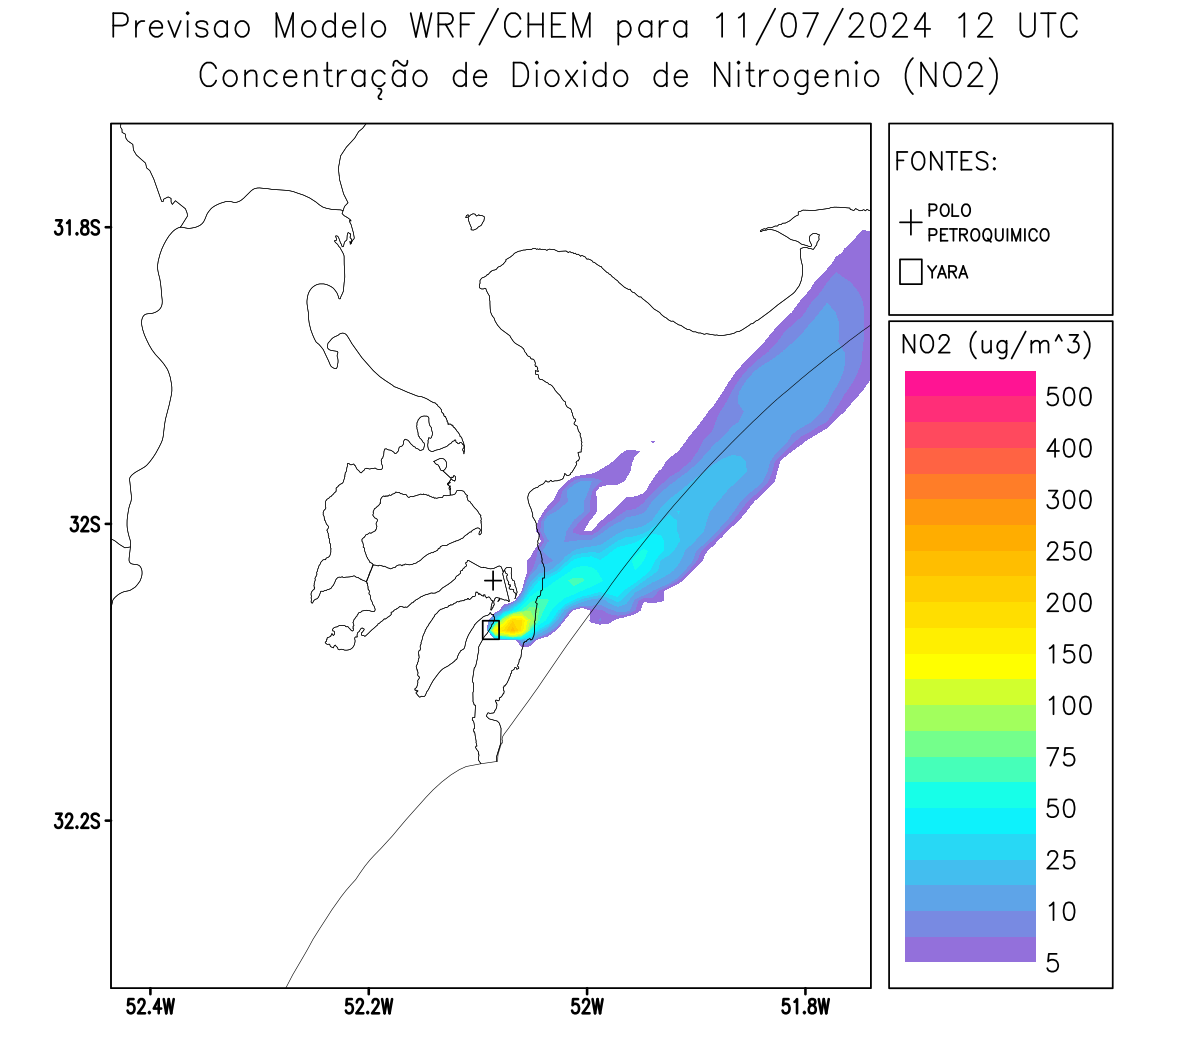 Previsao Modelo WRF/CHEM para 11/07/2024 12 UTC
Concentração de Dioxido de Nitrogenio (NO2)
FONTES:
POLO
PETROQUIMICO
YARA
31.8S
32S
32.2S
52.4W
52.2W
52W
51.8W
NO2 (ug/m^3)
500
400
300
250
200
150
100
75
50
25
10
5